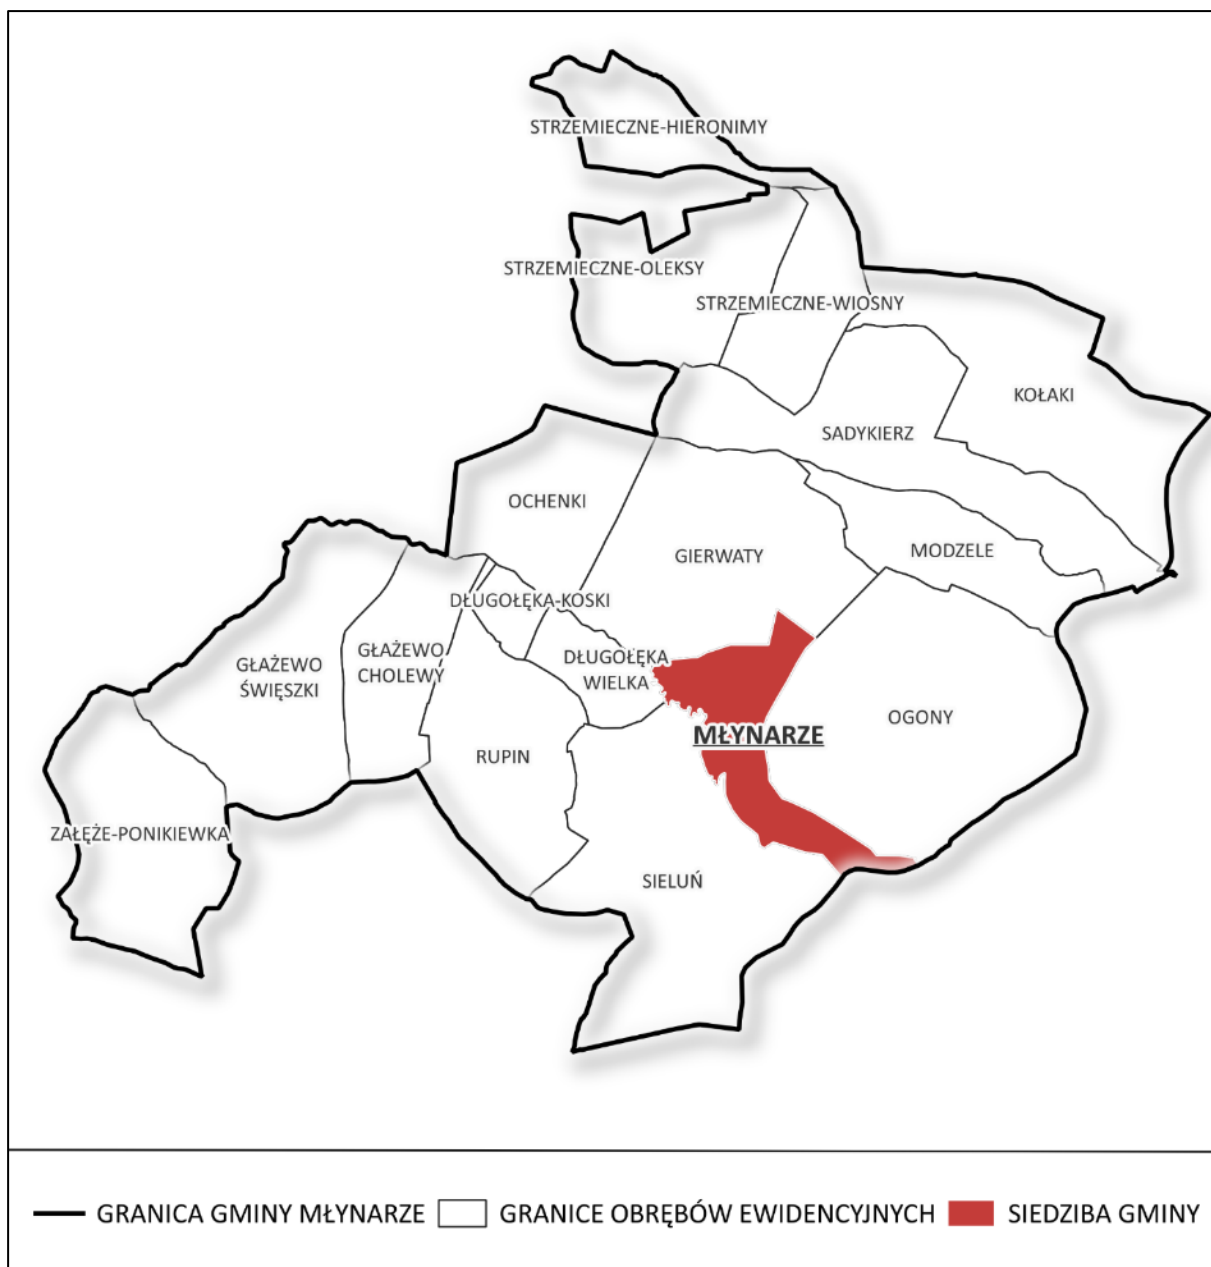 STRZEMIECZNE-HIERONIMY
STRZEMIECZNE-OLEKSY
STRZEMIECZNE-WIOSNY
KOŁAKI
SADYKIERZ
OCHENKI
GIERWATY
MODZELE
DŁUGOŁĘKA-KOSKI
GŁAŻEWO
ŚWIĘSZKI
GŁAŻEWO
CHOLEWY
DŁUGOŁĘKA
WIELKA
OGONY
MŁYNARZE
RUPIN
ZAŁĘŻE-PONIKIEWKA
SIELUŃ
GRANICA GMINY MŁYNARZE GRANICE OBRĘBÓW EWIDENCYJNYCH SIEDZIBA GMINY